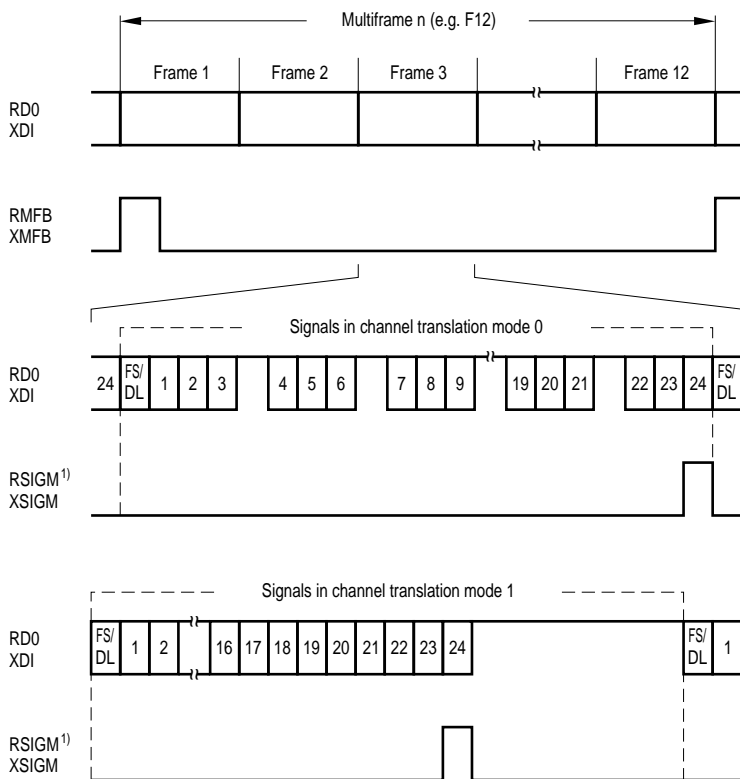 Multiframe n (e.g. F12)
Frame 1 Frame 2 Frame 3 Frame 12
RD0
XDI
RMFB
XMFB
Signals in channel translation mode 0
RD0
XDI
24 FS/DL 1 2 3 4 5 6 7 8 9 19 20 21 22 23 24 FS/DL
RSIGM1)
XSIGM
Signals in channel translation mode 1
RD0
XDI
FS/DL 1 2 16 17 18 19 20 21 22 23 24 FS/DL 1
RSIGM1)
XSIGM